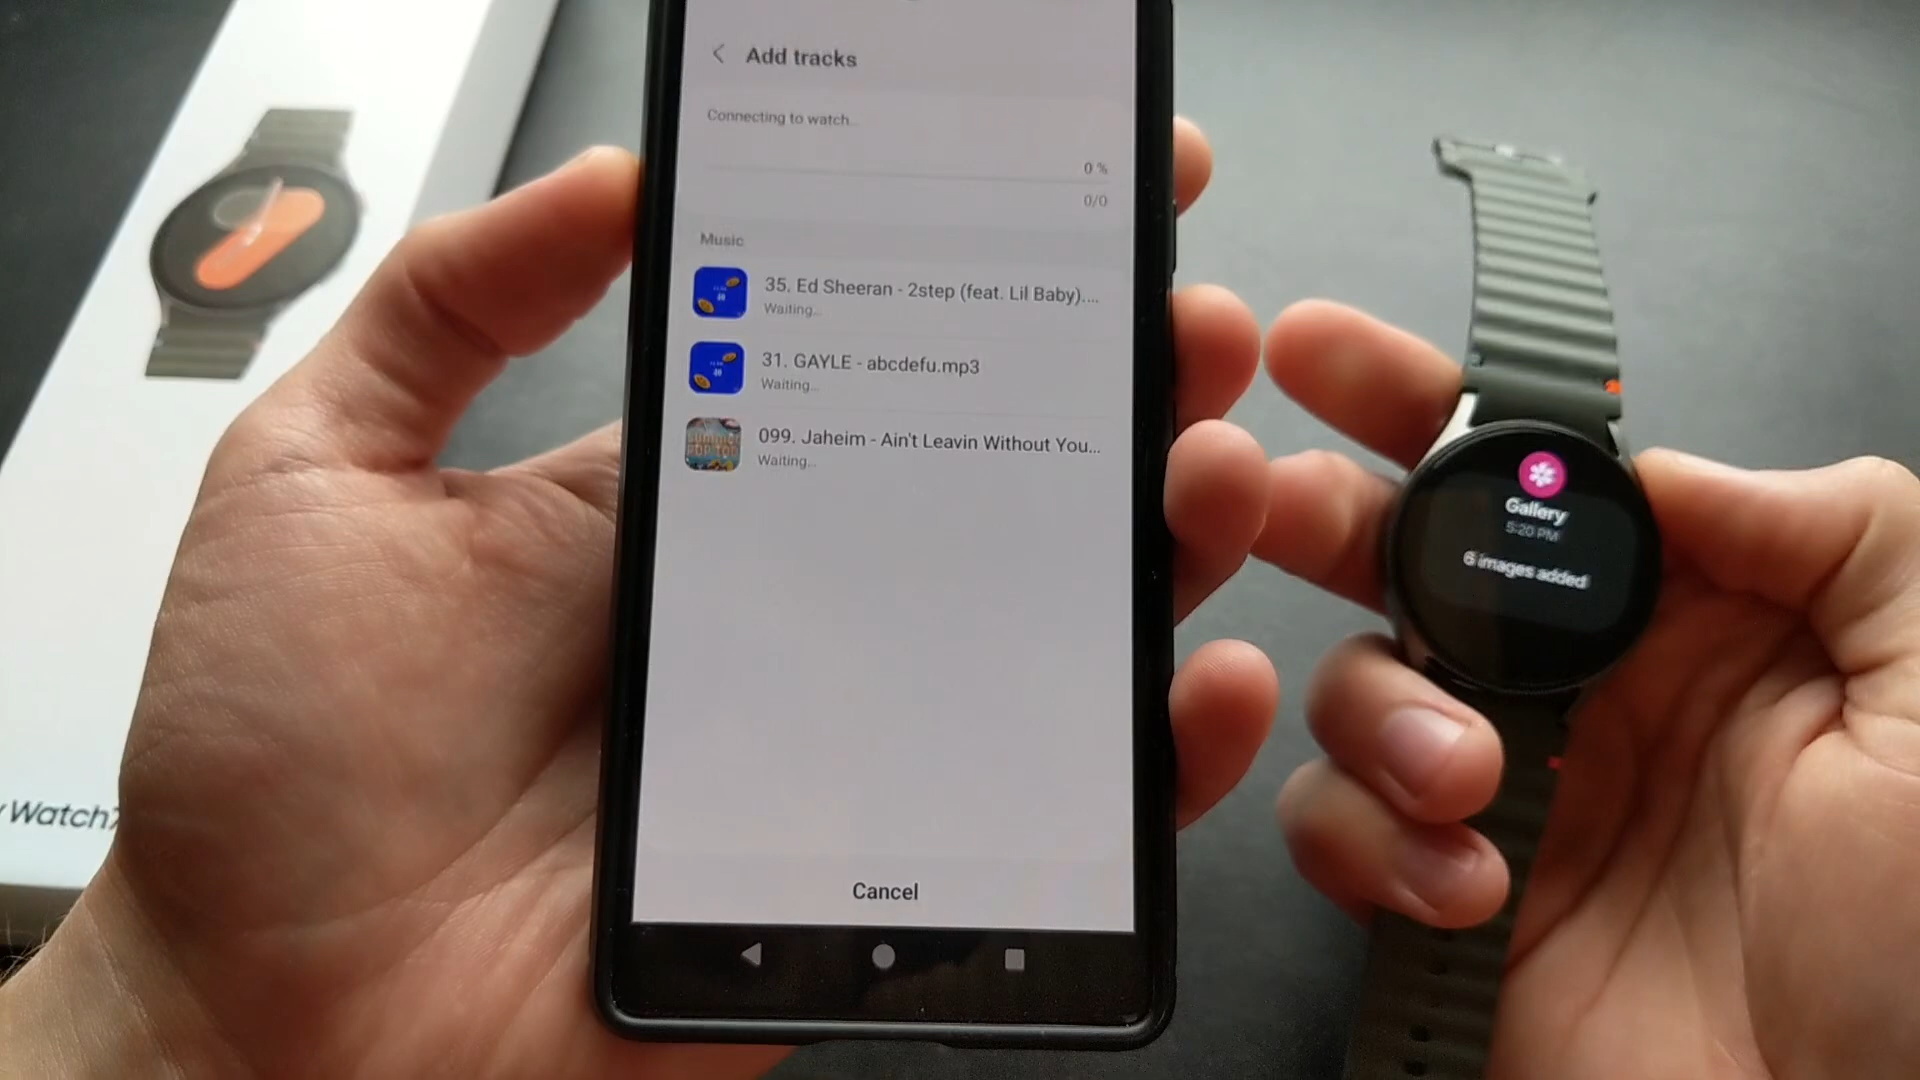 Add tracks
Connecting to watch..
0 %
0/0
Music
35. Ed Sheeran - 2step (feat. Lil Baby)....
Waiting...
31. GAYLE - abcdefu.mp3
Waiting...
099. Jaheim - Ain't Leavin Without You...
Waiting...
Cancel
Gallery
5:20 PM
6 images added
Watch7